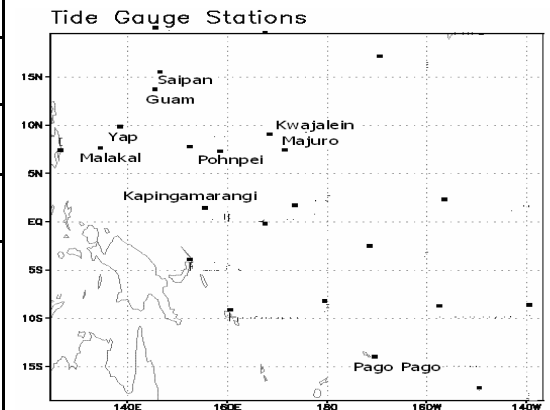 Tide Gauge Stations
15N
Saipan
Guam
10N
Kwajalein
Yap
Majuro
Malakal
Pohnpei
5N
Kapingamarangi
EQ
5S
10S
15S
Pago Pago
140E
160E
180
160W
140W